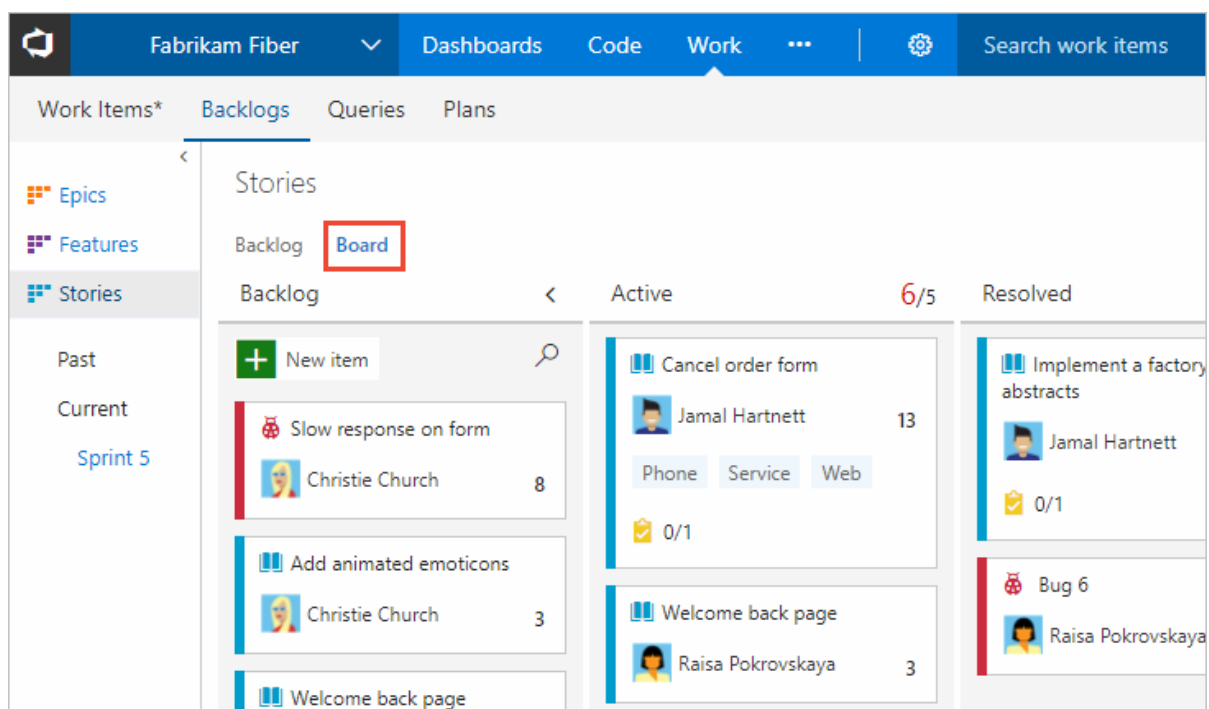 Fabrikam Fiber Dashboards Code Work ••• Search work items
Work Items* Backlogs Queries Plans
Epics
Features
Stories
Past
Current
Sprint 5
Stories
Backlog Board
Backlog
New item
Slow response on form
Christie Church 8
Add animated emoticons
Christie Church 3
Welcome back page
Active 6/5
Cancel order form
Jamal Hartnett 13
Phone Service Web
0/1
Welcome back page
Raisa Pokrovskaya 3
Resolved
Implement a factory
abstracts
Jamal Hartnett
0/1
Bug 6
Raisa Pokrovskaya